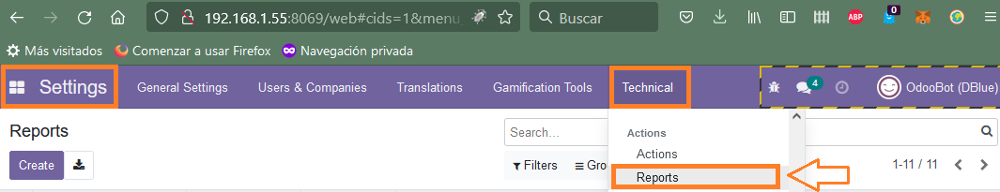 192.168.1.55:8069/web#cids=1&menu
Buscar
ABP
0
Más visitados
Comenzar a usar Firefox
Navegación privada
Settings
General Settings
Users & Companies
Translations
Gamification Tools
Technical
4
OdooBot (DBlue)
Reports
Search...
Actions
Create
Filters
Grou
Actions
1-11 / 11
Reports